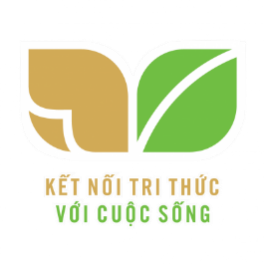 KẾT NỐI TRI THỨC
VỚI CUỘC SỐNG